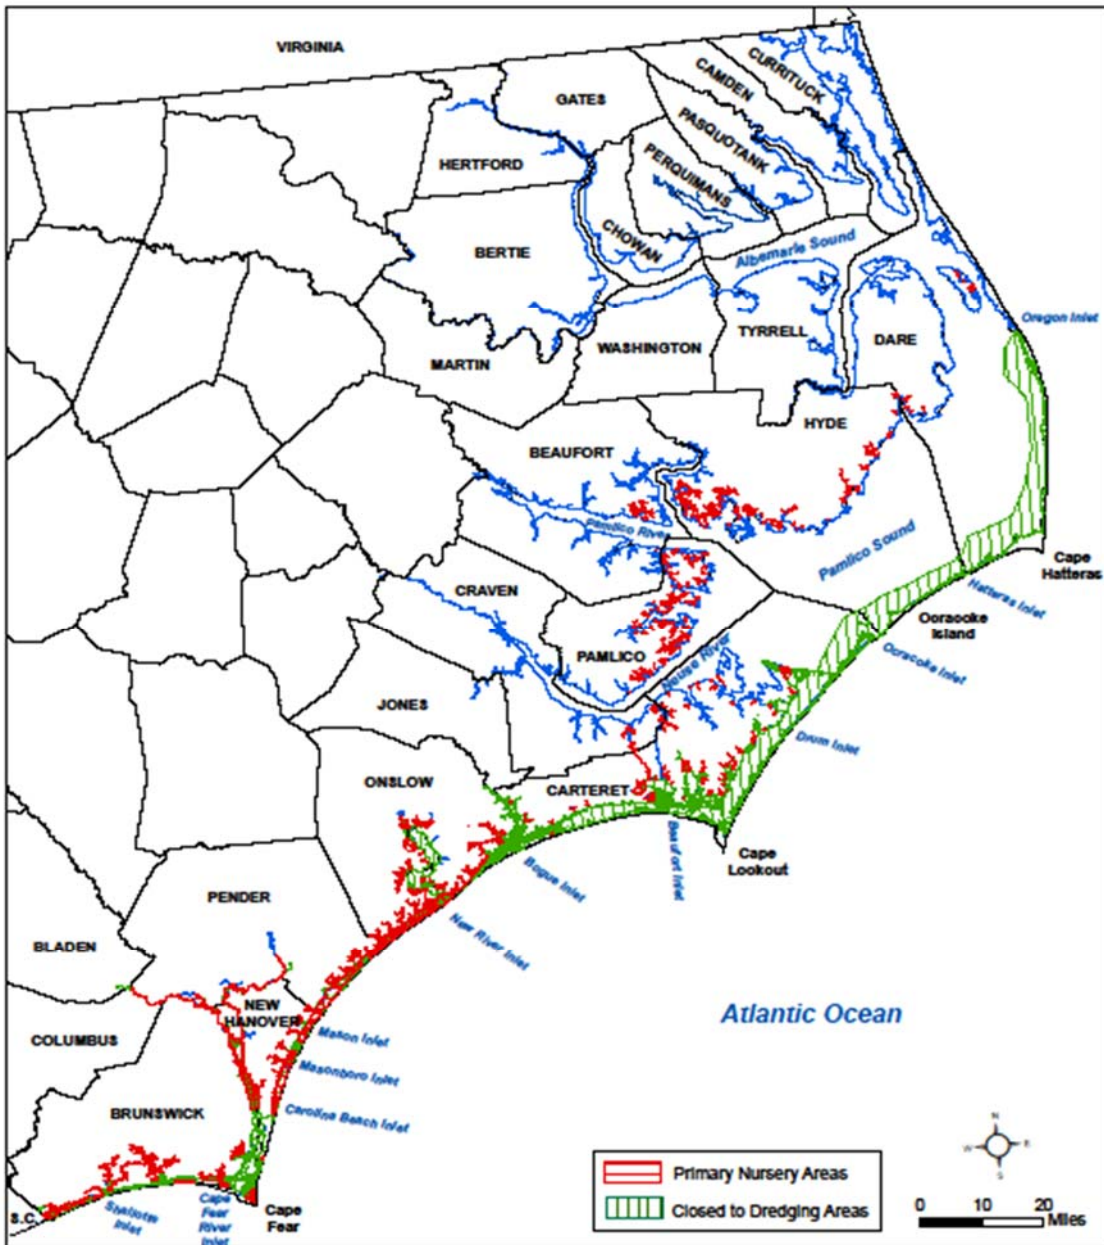 VIRGINIA
GATES
CAMDEN
CURRITUCK
PASQUOTANK
HERTFORD
PERQUIMANS
CHOWAN
BERTIE
Albemarle Sound
Oregon Inlet
TYRRELL
DARE
WASHINGTON
MARTIN
HYDE
BEAUFORT
Pamlico River
Pamlico Sound
Cape
Hatteras
Hatteras Inlet
CRAVEN
Ocracoke
Island
Ocracoke Inlet
PAMLICO
Neuse River
JONES
Drum Inlet
ONSLOW
CARTERET
Beaufort Inlet
Cape
Lookout
Bogue Inlet
PENDER
New River Inlet
BLADEN
NEW
HANOVER
Atlantic Ocean
COLUMBUS
Mason Inlet
Masonboro Inlet
BRUNSWICK
Carolina Beach Inlet
N
W
E
S
Primary Nursery Areas
Closed to Dredging Areas
0 10 20
Miles
S.C.
Shallotte
Inlet
Cape
Fear
River
Inlet
Cape
Fear